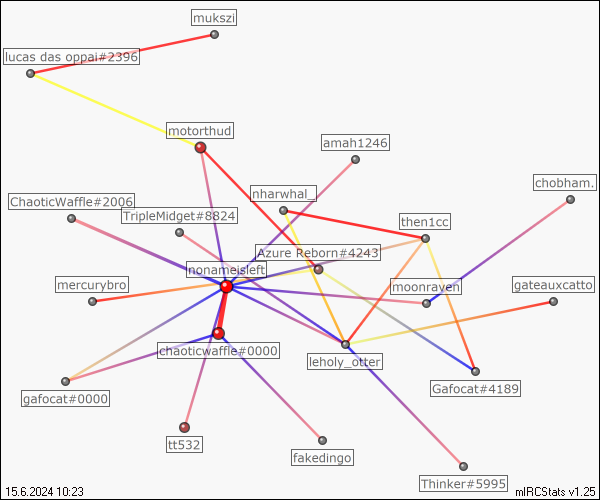 mukszi
lucas das oppai#2396
motorthud
amah1246
chobham.
nharwhal_
ChaoticWaffle#2006
TripleMidget#8824
then1cc
Azure Reborn#4243
nonameisleft
mercurybro
moonrayen
gateauxcatto
chaoticwaffle#0000
leholy_otter
Gafocat#4189
gafocat#0000
tt532
fakedingo
Thinker#5995
15.6.2024 10:23
mIRCStats v1.25